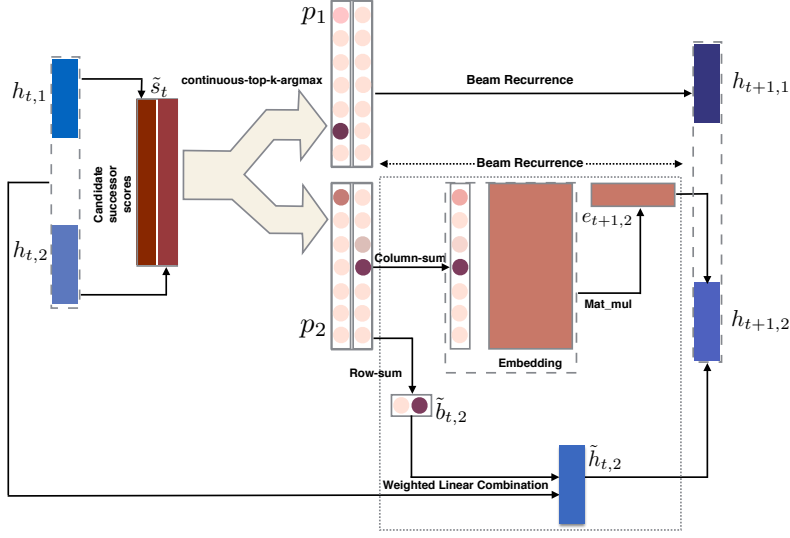 p₁
h_{t,1}
s̃_t
continuous-top-k-argmax
Beam Recurrence
h_{t+1,1}
Candidate
successor
scores
Beam Recurrence
h_{t,2}
e_{t+1,2}
Column-sum
Mat_mul
p₂
h_{t+1,2}
Embedding
Row-sum
b̃_{t,2}
h̃_{t,2}
Weighted Linear Combination